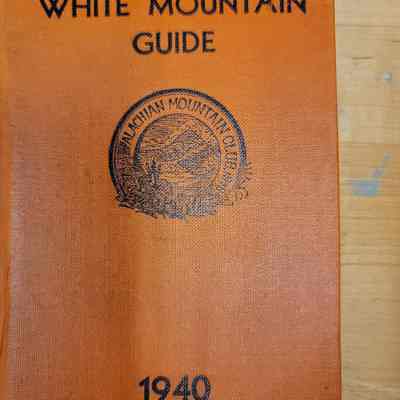 WHITE MOUNTAIN
GUIDE
APPALACHIAN MOUNTAIN CLUB
1940